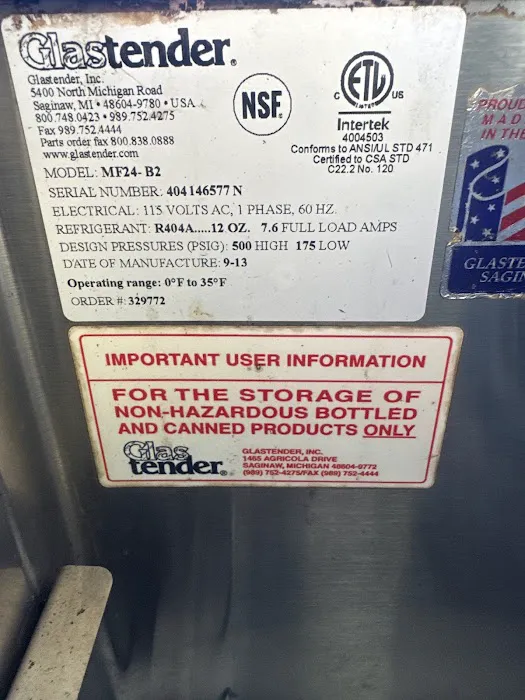 Glastender®
Glastender, Inc.
5400 North Michigan Road
Saginaw, MI • 48604-9780 • USA
800.748.0423 • 989.752.4275
Fax 989.752.4444
Parts order fax 800.838.0888
www.glastender.com
NSF®
ETL
C US
LISTED
Intertek
4004503
Conforms to ANSI/UL STD 471
Certified to CSA STD
C22.2 No. 120
MODEL: MF24- B2
SERIAL NUMBER: 404146577 N
ELECTRICAL: 115 VOLTS AC, 1 PHASE, 60 HZ.
REFRIGERANT: R404A.....12 OZ. 7.6 FULL LOAD AMPS
DESIGN PRESSURES (PSIG): 500 HIGH 175 LOW
DATE OF MANUFACTURE: 9-13
Operating range: 0°F to 35°F
ORDER #: 329772
PROUD
MAD
IN THE
GLASTE
SAGIN
IMPORTANT USER INFORMATION
FOR THE STORAGE OF
NON-HAZARDOUS BOTTLED
AND CANNED PRODUCTS ONLY
Glastender®
GLASTENDER, INC.
1465 AGRICOLA DRIVE
SAGINAW, MICHIGAN 48604-9772
(989) 752-4275/FAX (989) 752-4444